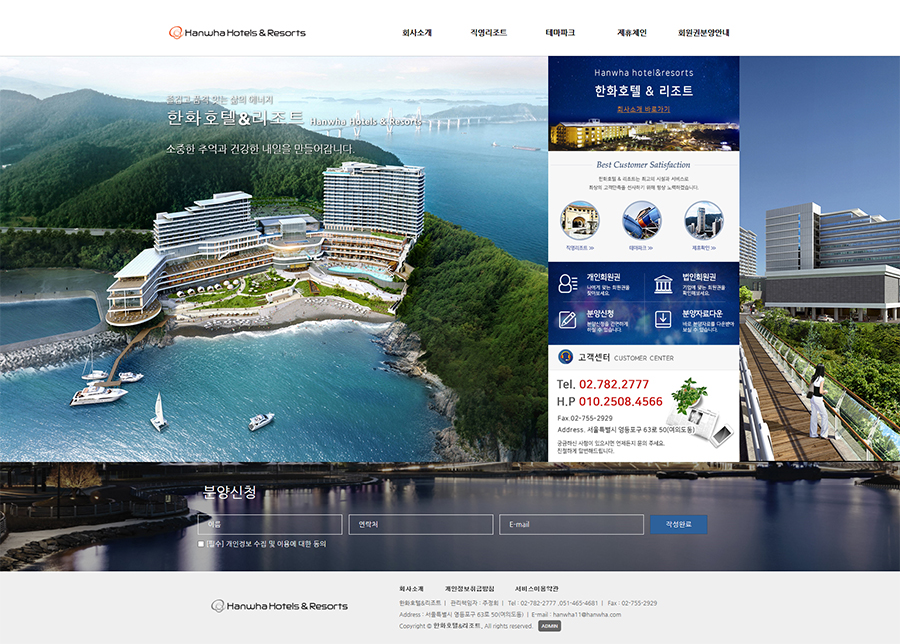 Hanwha Hotels & Resorts
회사소개 직영리조트 테마파크 제휴체인 회원권분양안내
즐겁고 품격 있는 삶의 에너지
한화호텔&리조트 Hanwha Hotels & Resorts
소중한 추억과 건강한 내일을 만들어갑니다.
Hanwha hotel&resorts
한화호텔 & 리조트
회사소개 바로가기
Best Customer Satisfaction
한화호텔 & 리조트는 최고의 시설과 서비스로
최상의 고객만족을 선사하기 위해 항상 노력하겠습니다.
직영리조트 ≫ 테마파크 ≫ 제휴확인 ≫
개인회원권
나에게 맞는 회원권을
찾아보세요.
법인회원권
기업에 맞는 회원권을
확인해보세요.
분양신청
분양신청을 간편하게
하실 수 있습니다.
분양자료다운
바로 분양자료를 다운받아
보실 수 있습니다.
고객센터 CUSTOMER CENTER
Tel. 02.782.2777
H.P 010.2508.4566
Fax.02-755-2929
Address. 서울특별시 영등포구 63로 50(여의도동)
궁금하신 사항이 있으시면 언제든지 문의 주세요.
친절하게 답변해드립니다.
분양신청
이름 연락처 E-mail 작성완료
[필수] 개인정보 수집 및 이용에 대한 동의
회사소개 개인정보취급방침 서비스이용약관
Hanwha Hotels & Resorts
한화호텔&리조트 | 관리책임자 : 주정희 | Tel : 02-782-2777 ,051-465-4681 | Fax : 02-755-2929
Address : 서울특별시 영등포구 63로 50(여의도동) | E-mail : hanwha11@hanwha.com
Copyright © 한화호텔&리조트, All rights reserved. ADMIN